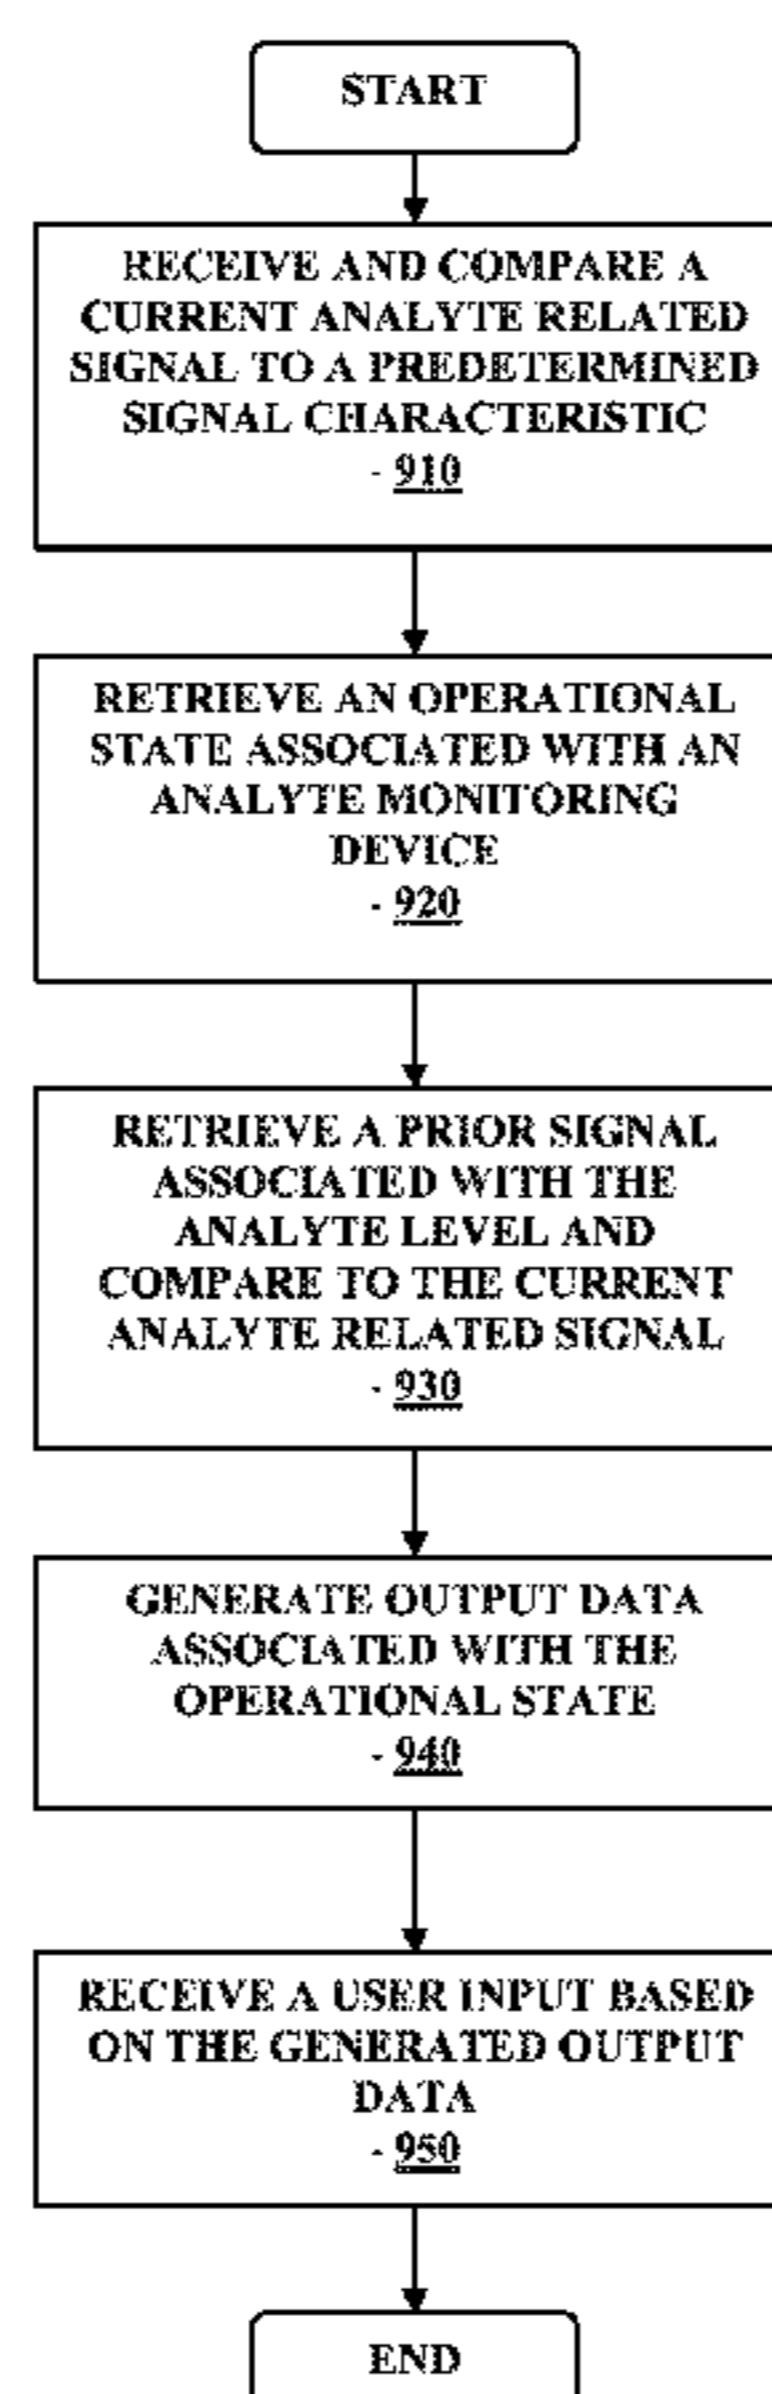 START
RECEIVE AND COMPARE A
CURRENT ANALYTE RELATED
SIGNAL TO A PREDETERMINED
SIGNAL CHARACTERISTIC
- 910
RETRIEVE AN OPERATIONAL
STATE ASSOCIATED WITH AN
ANALYTE MONITORING
DEVICE
- 920
RETRIEVE A PRIOR SIGNAL
ASSOCIATED WITH THE
ANALYTE LEVEL AND
COMPARE TO THE CURRENT
ANALYTE RELATED SIGNAL
- 930
GENERATE OUTPUT DATA
ASSOCIATED WITH THE
OPERATIONAL STATE
- 940
RECEIVE A USER INPUT BASED
ON THE GENERATED OUTPUT
DATA
- 950
END